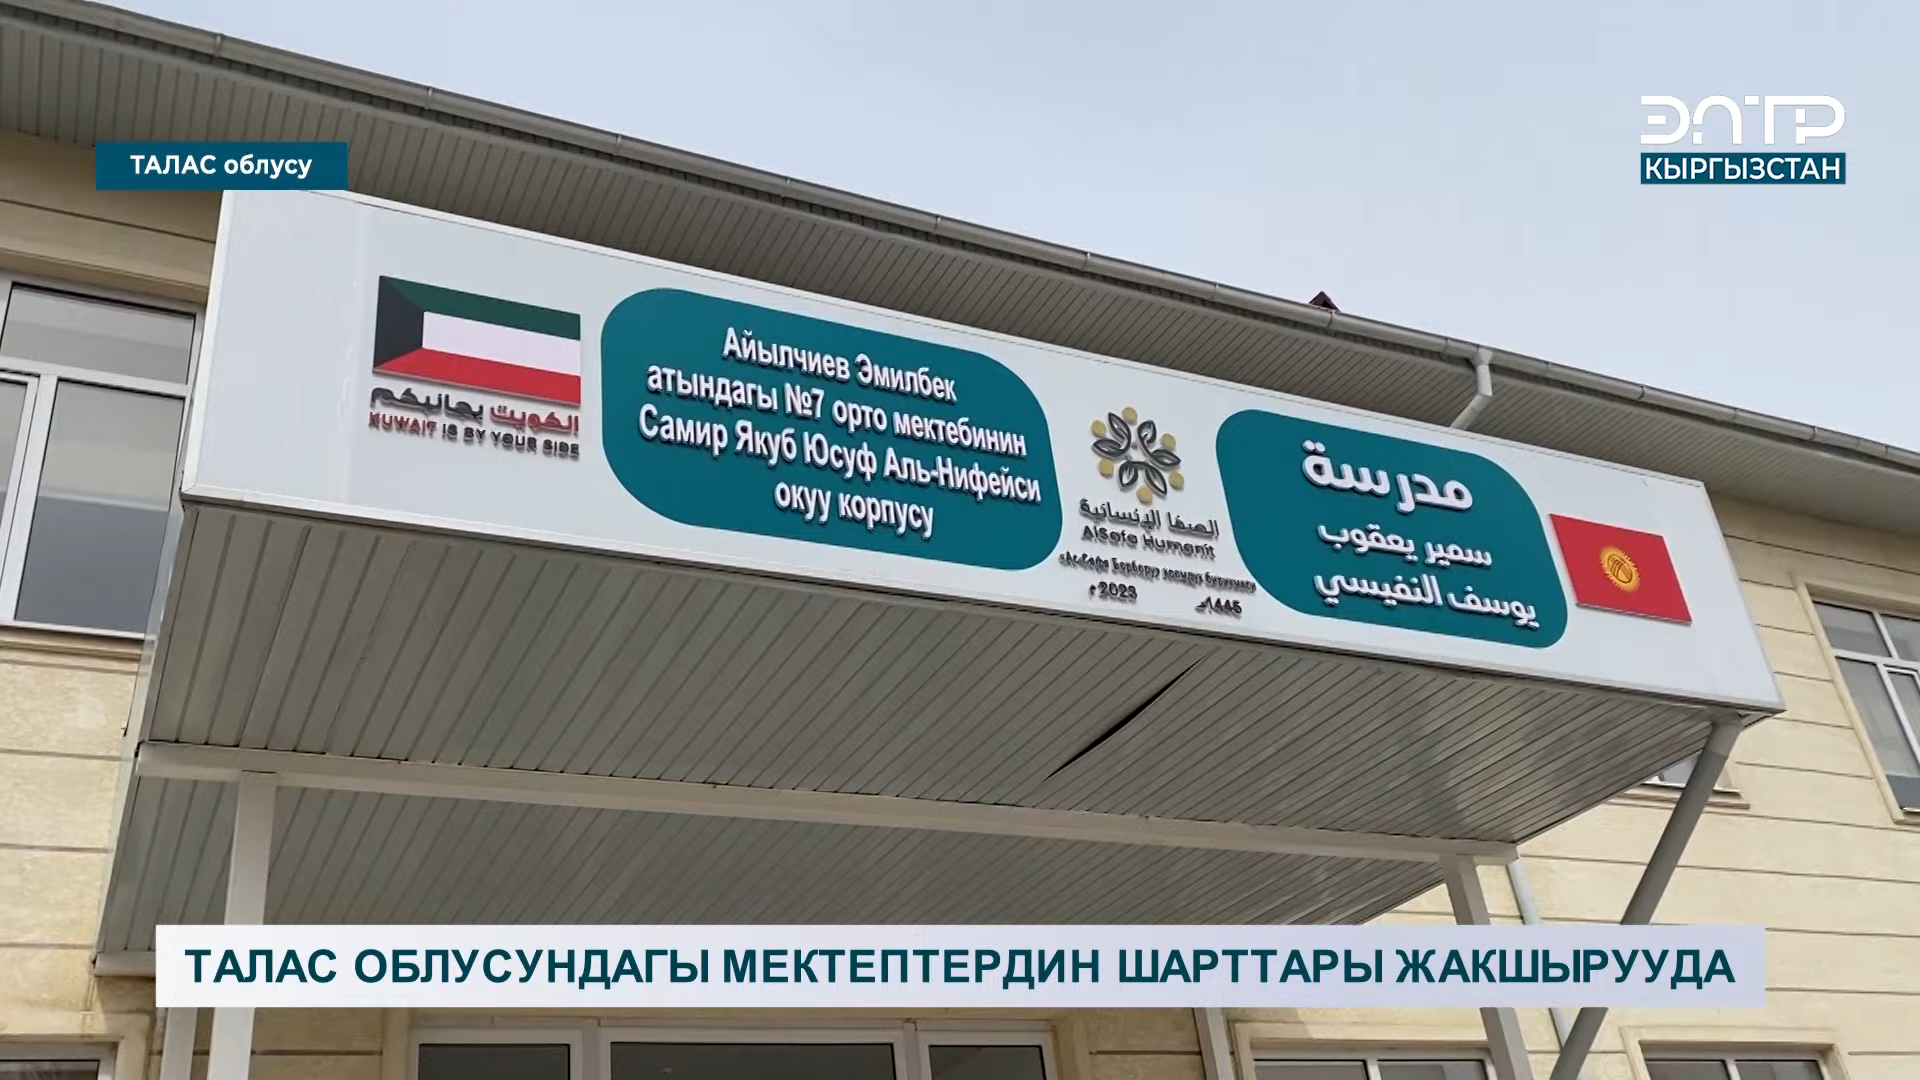 ТАЛАС облусу
ЭЛТР
КЫРГЫЗСТАН
الكويت بجانبكم
KUWAIT IS BY YOUR SIDE
Айылчиев Эмилбек
атындагы №7 орто мектебинин
Самир Якуб Юсуф Аль-Нифейси
окуу корпусу
الصفا الإنسانية
AlSafa Humanit
2023م
1445هـ
مدرسة
سمير يعقوب
يوسف النفيسي
ТАЛАС ОБЛУСУНДАГЫ МЕКТЕПТЕРДИН ШАРТТАРЫ ЖАКШЫРУУДА